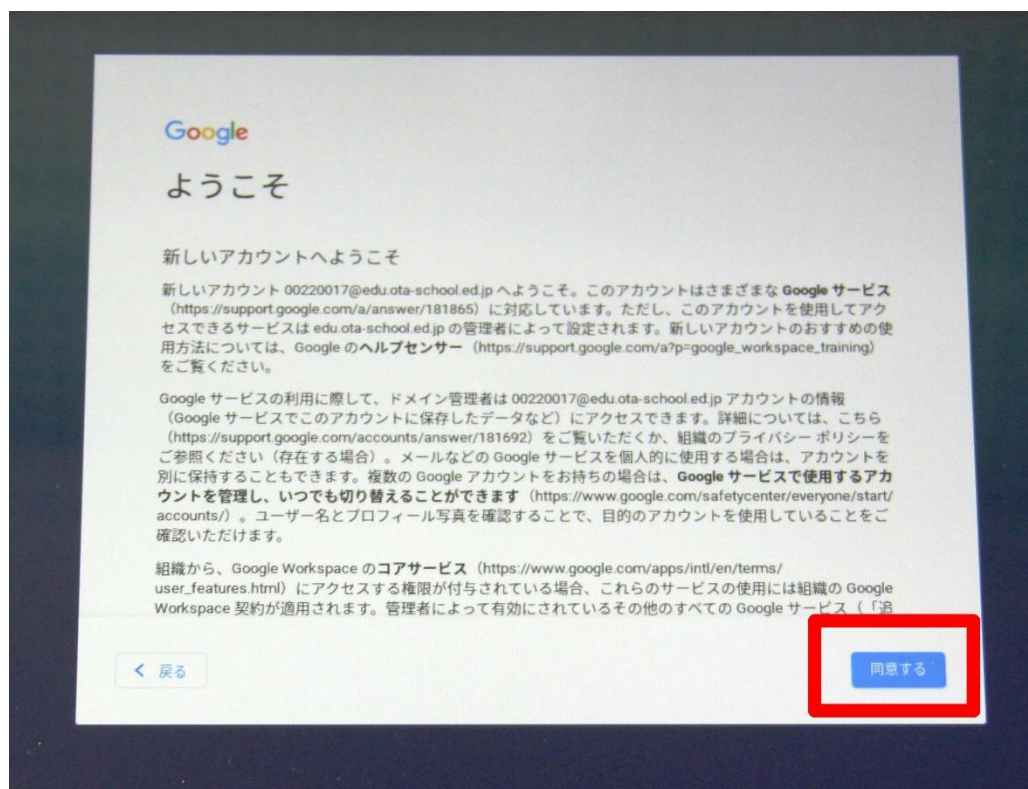 Google
ようこそ
新しいアカウントへようこそ
新しいアカウント 00220017@edu.ota-school.ed.jp へようこそ。このアカウントはさまざまな Google サービス
（https://support.google.com/a/answer/181865）に対応しています。ただし、このアカウントを使用してアク
セスできるサービスは edu.ota-school.ed.jp の管理者によって設定されます。新しいアカウントのおすすめの使
用方法については、Google のヘルプセンター（https://support.google.com/a?p=google_workspace_training）
をご覧ください。
Google サービスの利用に際して、ドメイン管理者は 00220017@edu.ota-school.ed.jp アカウントの情報
（Google サービスでこのアカウントに保存したデータなど）にアクセスできます。詳細については、こちら
（https://support.google.com/accounts/answer/181692）をご覧いただくか、組織のプライバシー ポリシーを
ご参照ください（存在する場合）。メールなどの Google サービスを個人的に使用する場合は、アカウントを
別に保持することもできます。複数の Google アカウントをお持ちの場合は、Google サービスで使用するアカ
ウントを管理し、いつでも切り替えることができます（https://www.google.com/safetycenter/everyone/start/
accounts/）。ユーザー名とプロフィール写真を確認することで、目的のアカウントを使用していることをご
確認いただけます。
組織から、Google Workspace のコアサービス（https://www.google.com/apps/intl/en/terms/
user_features.html）にアクセスする権限が付与されている場合、これらのサービスの使用には組織の Google
Workspace 契約が適用されます。管理者によって有効にされているその他のすべての Google サービス（「追
戻る
同意する